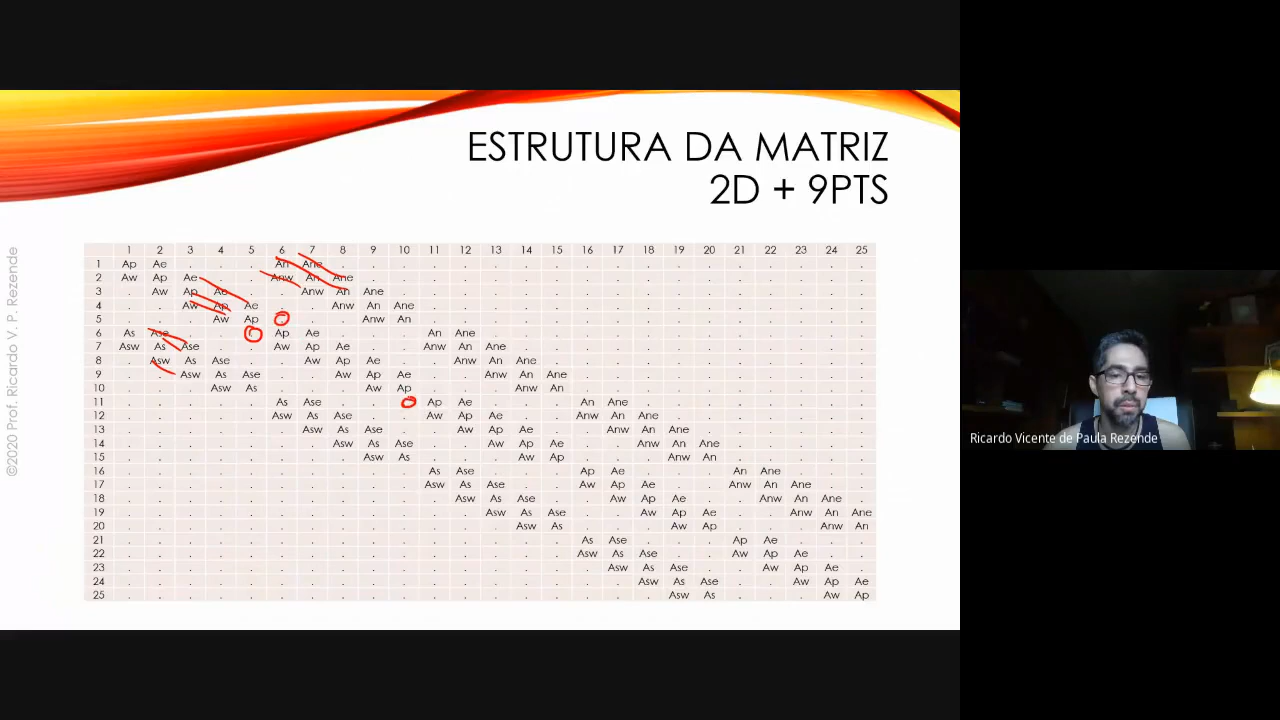 ESTRUTURA DA MATRIZ
2D + 9PTS
1 2 3 4 5 6 7 8 9 10 11 12 13 14 15 16 17 18 19 20 21 22 23 24 25
1 Ap Ae . . . An Ane . . . . . . . . . . . . . . . . . .
2 Aw Ap Ae . . Anw An Ane . . . . . . . . . . . . . . . . .
3 . Aw Ap Ae . . Anw An Ane . . . . . . . . . . . . . . . .
4 . . Aw Ap Ae . . Anw An Ane . . . . . . . . . . . . . . .
5 . . . Aw Ap . . . Anw An . . . . . . . . . . . . . . .
6 As Ase . . . Ap Ae . . . An Ane . . . . . . . . . . . . .
7 Asw As Ase . . Aw Ap Ae . . Anw An Ane . . . . . . . . . . . .
8 . Asw As Ase . . Aw Ap Ae . . Anw An Ane . . . . . . . . . . .
9 . . Asw As Ase . . Aw Ap Ae . . Anw An Ane . . . . . . . . . .
10 . . . Asw As . . . Aw Ap . . . Anw An . . . . . . . . . .
11 . . . . . As Ase . . . Ap Ae . . . An Ane . . . . . . . .
12 . . . . . Asw As Ase . . Aw Ap Ae . . Anw An Ane . . . . . . .
13 . . . . . . Asw As Ase . . Aw Ap Ae . . Anw An Ane . . . . . .
14 . . . . . . . Asw As Ase . . Aw Ap Ae . . Anw An Ane . . . . .
15 . . . . . . . . Asw As . . . Aw Ap . . . Anw An . . . . .
16 . . . . . . . . . . As Ase . . . Ap Ae . . . An Ane . . .
17 . . . . . . . . . . Asw As Ase . . Aw Ap Ae . . Anw An Ane . .
18 . . . . . . . . . . . Asw As Ase . . Aw Ap Ae . . Anw An Ane .
19 . . . . . . . . . . . . Asw As Ase . . Aw Ap Ae . . Anw An Ane
20 . . . . . . . . . . . . . Asw As . . . Aw Ap . . . Anw An
21 . . . . . . . . . . . . . . . As Ase . . . Ap Ae . . .
22 . . . . . . . . . . . . . . . Asw As Ase . . Aw Ap Ae . .
23 . . . . . . . . . . . . . . . . Asw As Ase . . Aw Ap Ae .
24 . . . . . . . . . . . . . . . . . Asw As Ase . . Aw Ap Ae
25 . . . . . . . . . . . . . . . . . . Asw As . . . Aw Ap
©2020 Prof. Ricardo V. P. Rezende
Ricardo Vicente de Paula Rezende